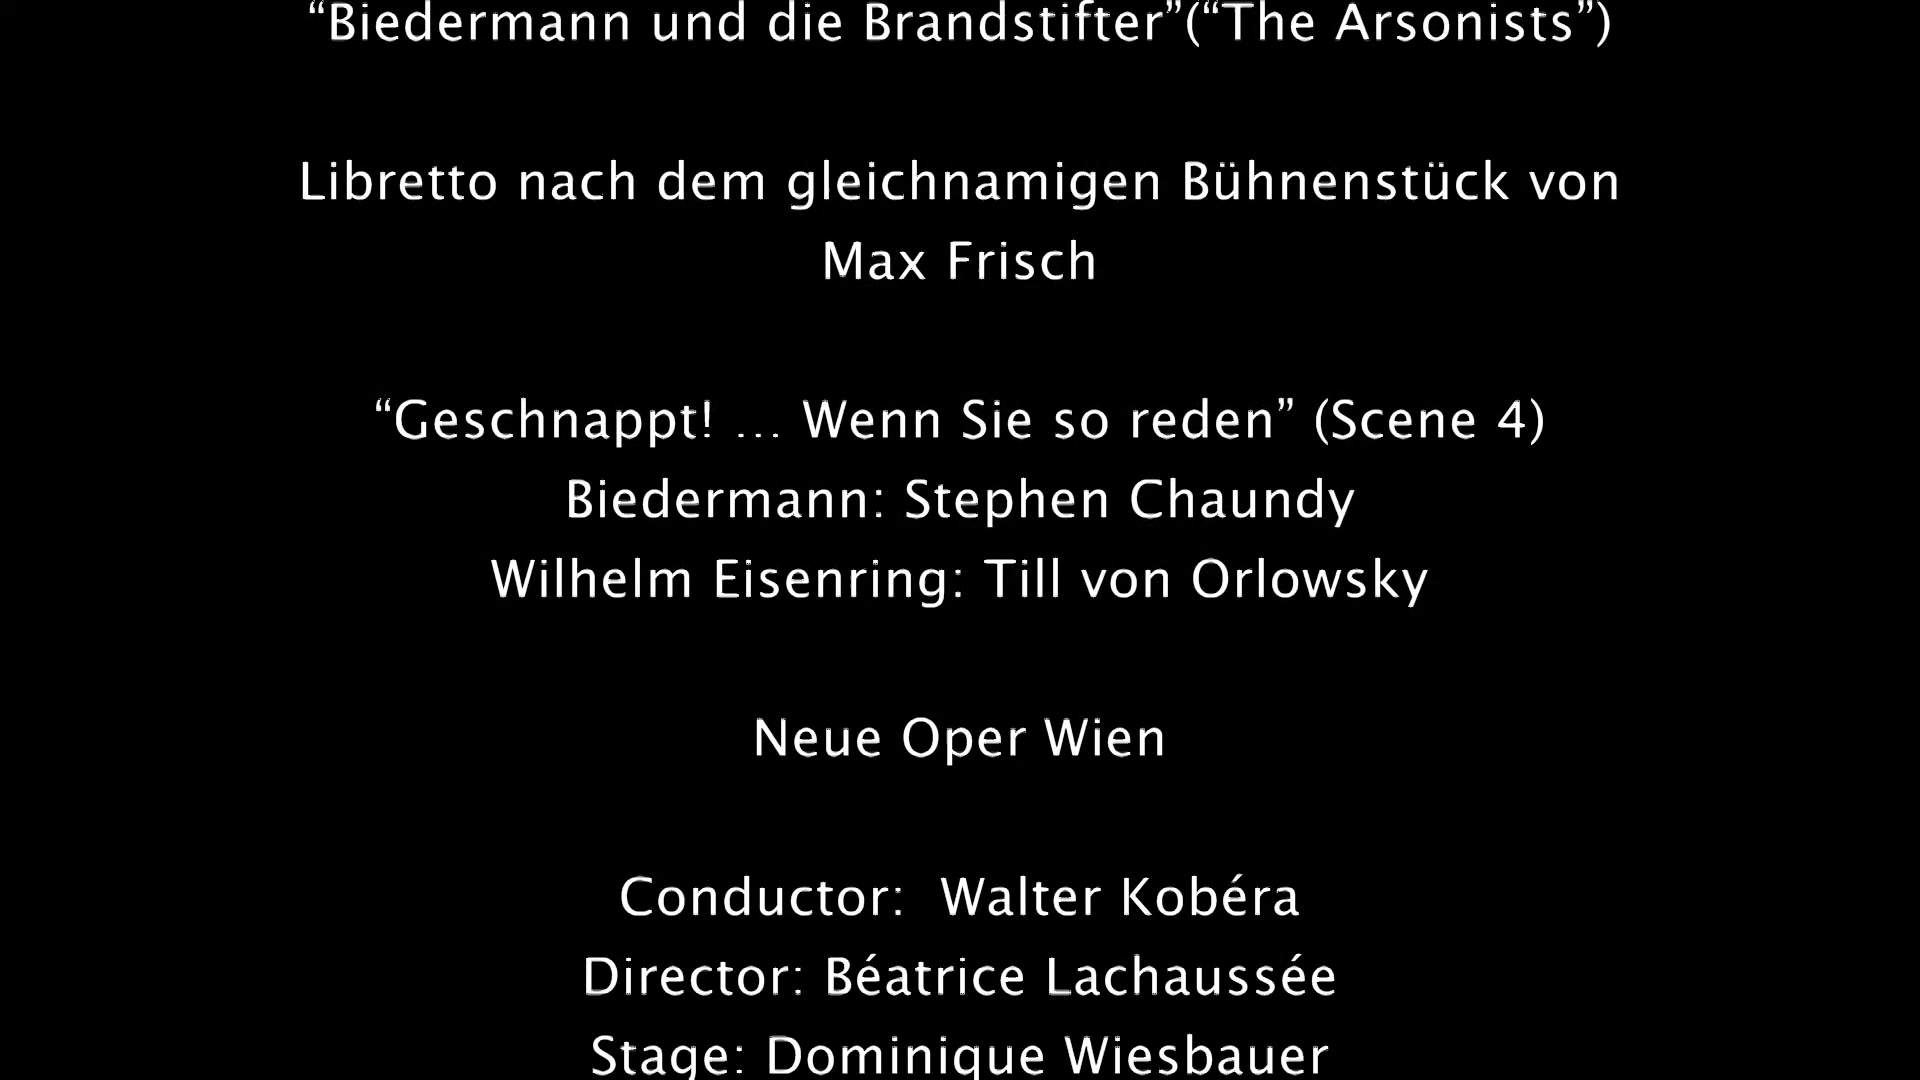 “Biedermann und die Brandstifter”(“The Arsonists”)
Libretto nach dem gleichnamigen Bühnenstück von
Max Frisch
“Geschnappt! ... Wenn Sie so reden” (Scene 4)
Biedermann: Stephen Chaundy
Wilhelm Eisenring: Till von Orlowsky
Neue Oper Wien
Conductor:  Walter Kobéra
Director: Béatrice Lachaussée
Stage: Dominique Wiesbauer